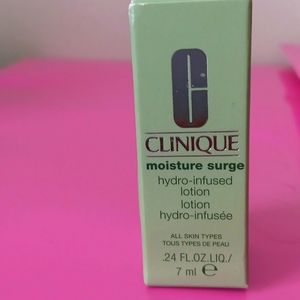 CLINIQUE
moisture surge
hydro-infused
lotion
lotion
hydro-infusée
ALL SKIN TYPES
TOUS TYPES DE PEAU
.24 FL.OZ.LIQ./
7 ml ℮